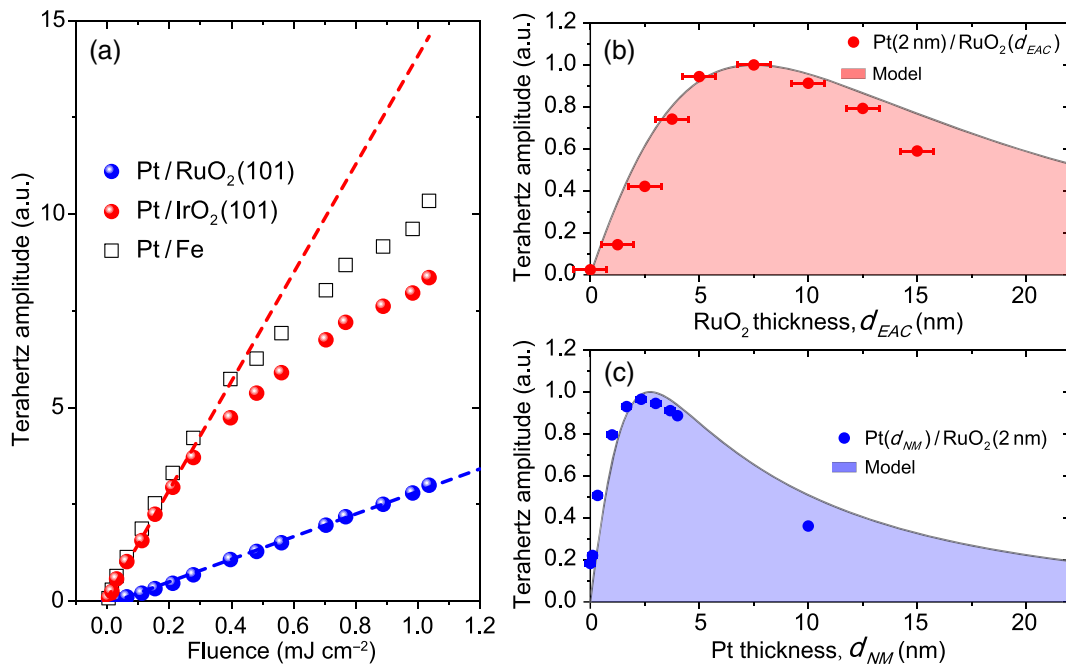 (a)
Pt/RuO₂(101)
Pt/IrO₂(101)
Pt/Fe
15
10
5
0
0.0 0.2 0.4 0.6 0.8 1.0 1.2
Terahertz amplitude (a.u.)
Fluence (mJ cm⁻²)
(b)
Pt(2 nm)/RuO₂(d_EAC)
Model
1.2
1.0
0.8
0.6
0.4
0.2
0.0
0 5 10 15 20
Terahertz amplitude (a.u.)
RuO₂ thickness, d_EAC (nm)
(c)
Pt(d_NM)/RuO₂(2 nm)
Model
1.2
1.0
0.8
0.6
0.4
0.2
0.0
0 5 10 15 20
Terahertz amplitude (a.u.)
Pt thickness, d_NM (nm)